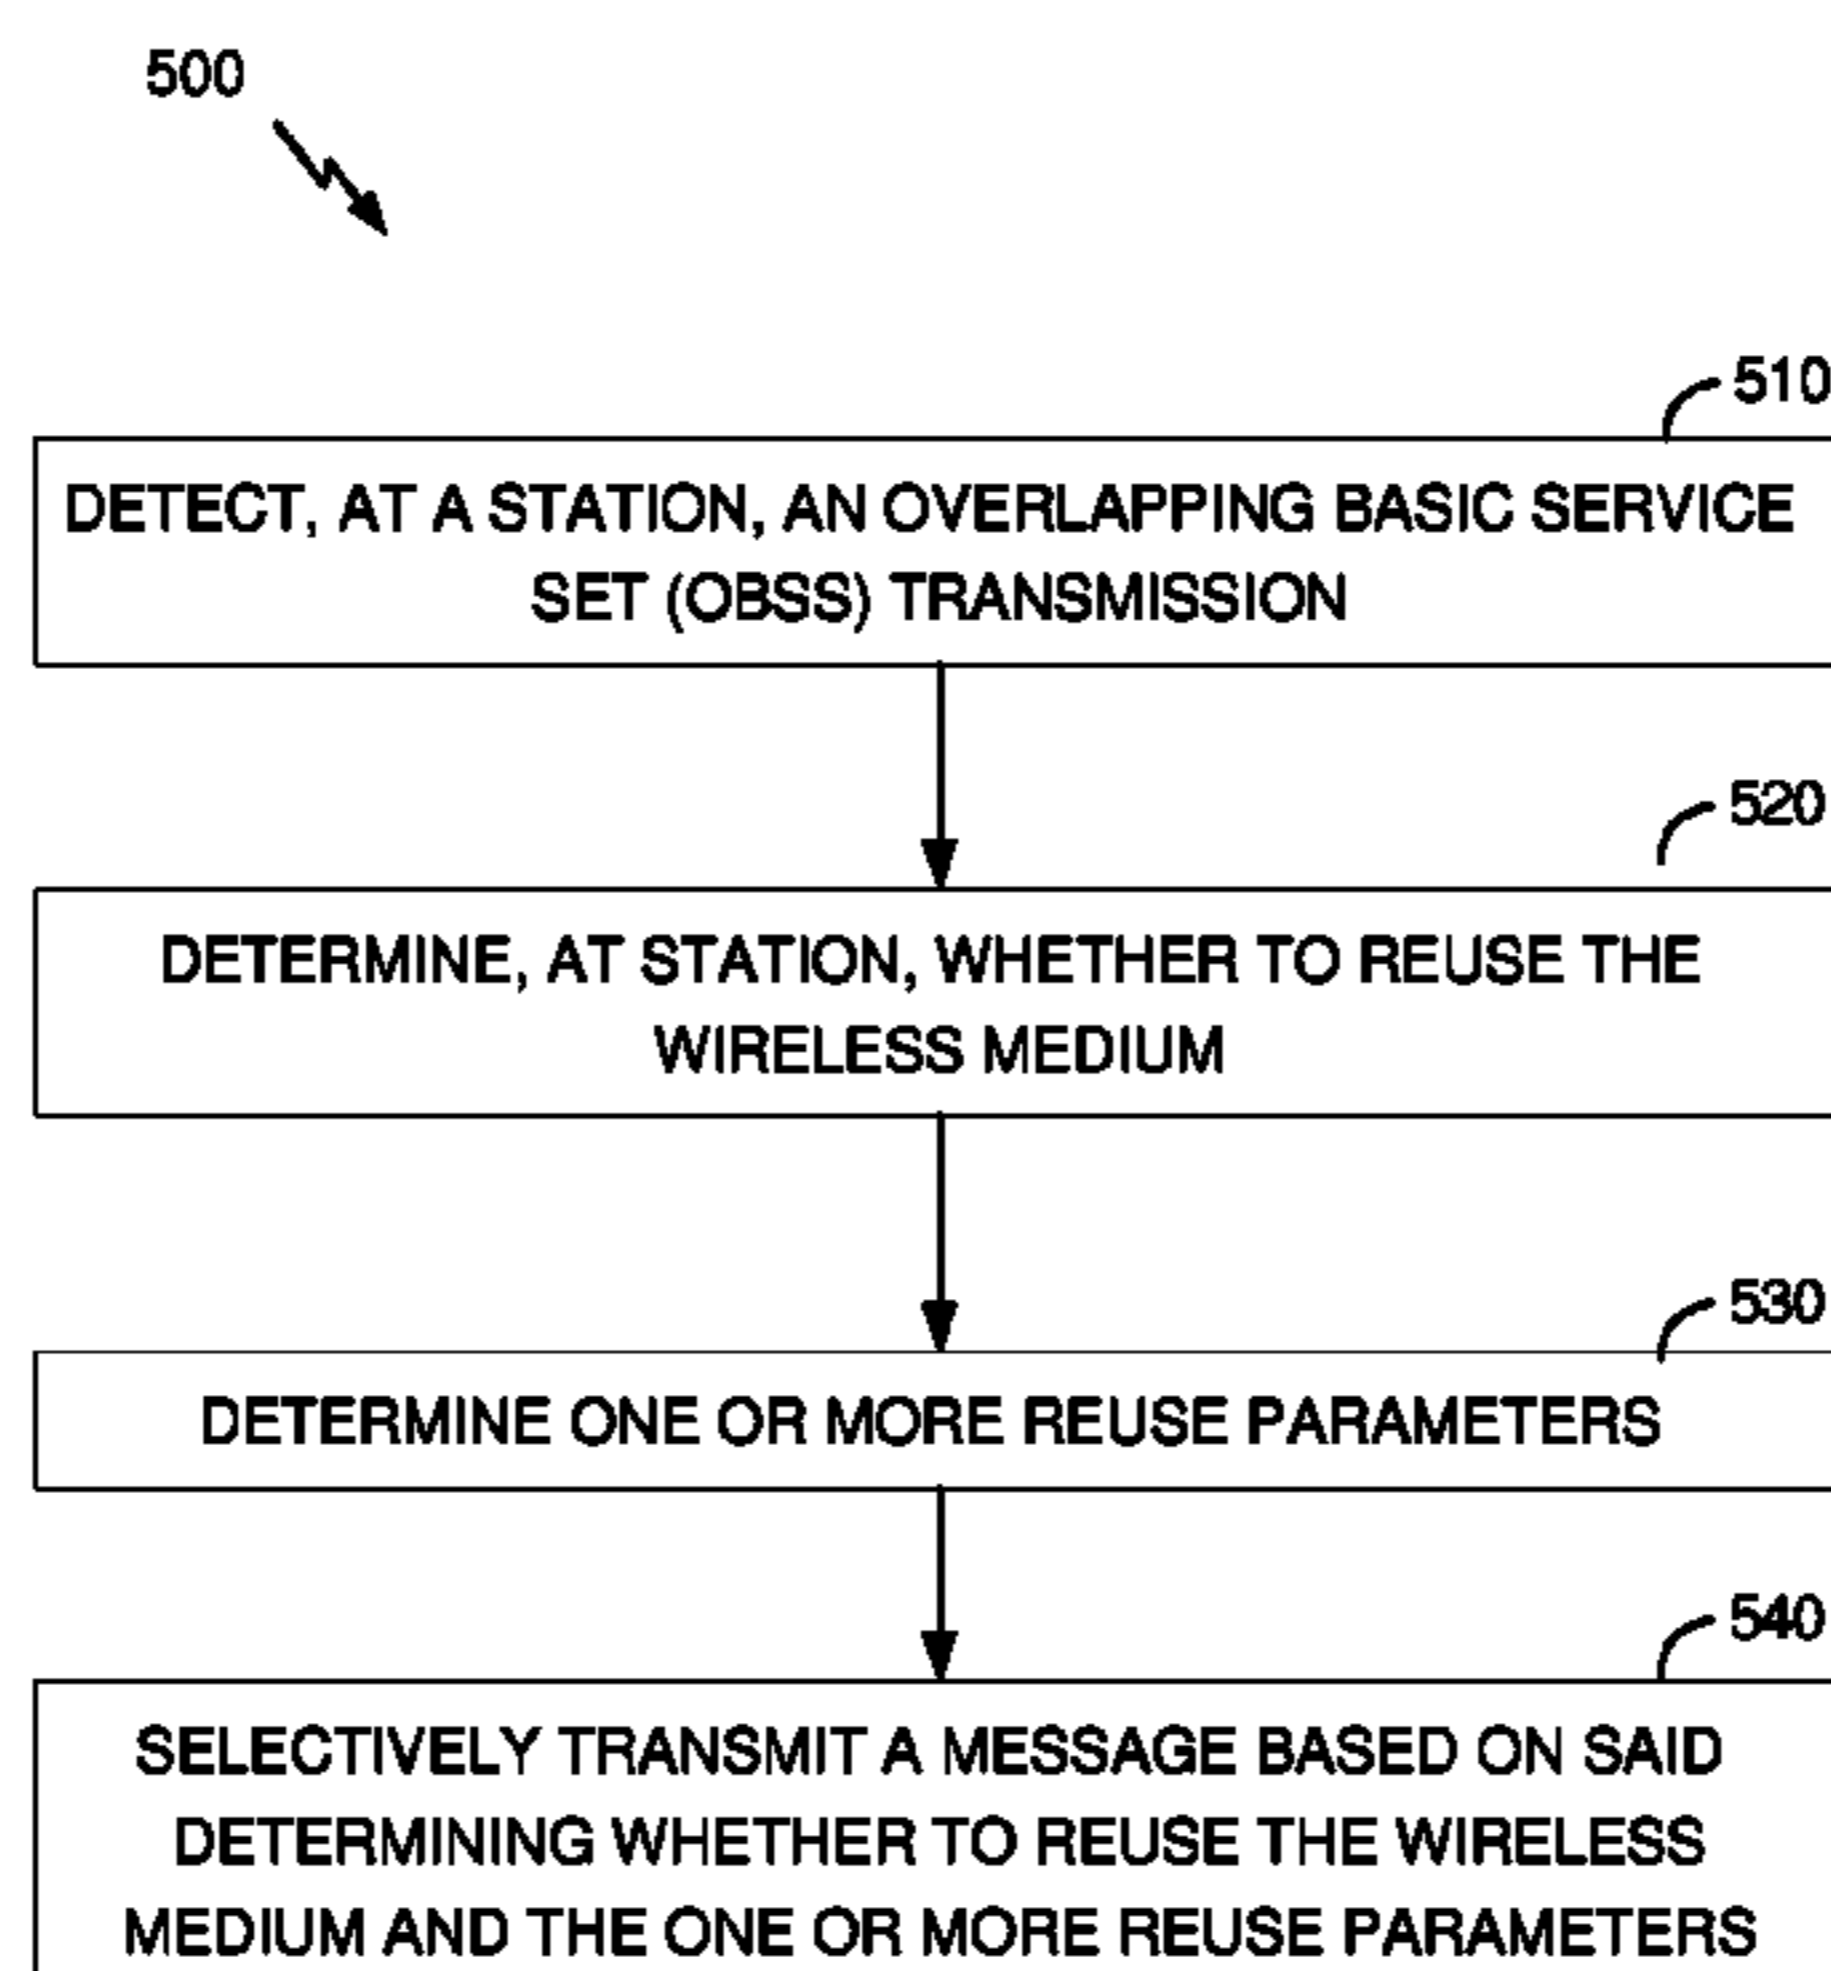 500
510
DETECT, AT A STATION, AN OVERLAPPING BASIC SERVICE
SET (OBSS) TRANSMISSION
520
DETERMINE, AT STATION, WHETHER TO REUSE THE
WIRELESS MEDIUM
530
DETERMINE ONE OR MORE REUSE PARAMETERS
540
SELECTIVELY TRANSMIT A MESSAGE BASED ON SAID
DETERMINING WHETHER TO REUSE THE WIRELESS
MEDIUM AND THE ONE OR MORE REUSE PARAMETERS